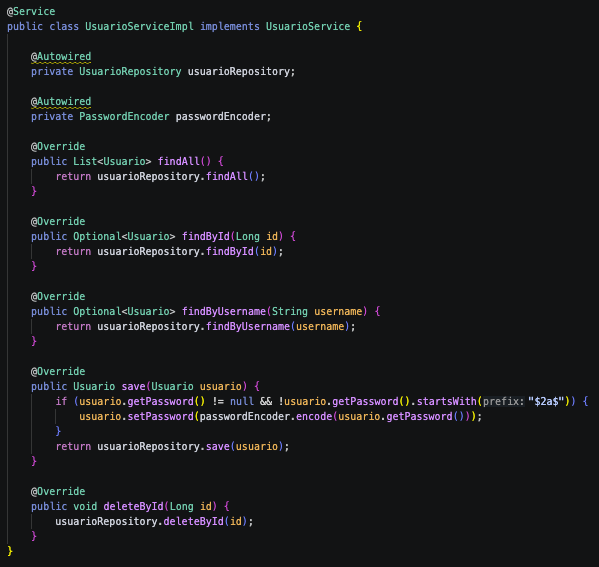 @Service
public class UsuarioServiceImpl implements UsuarioService {
@Autowired
private UsuarioRepository usuarioRepository;
@Autowired
private PasswordEncoder passwordEncoder;
@Override
public List<Usuario> findAll() {
return usuarioRepository.findAll();
}
@Override
public Optional<Usuario> findById(Long id) {
return usuarioRepository.findById(id);
}
@Override
public Optional<Usuario> findByUsername(String username) {
return usuarioRepository.findByUsername(username);
}
@Override
public Usuario save(Usuario usuario) {
if (usuario.getPassword() != null && !usuario.getPassword().startsWith(prefix: "$2a$")) {
usuario.setPassword(passwordEncoder.encode(usuario.getPassword()));
}
return usuarioRepository.save(usuario);
}
@Override
public void deleteById(Long id) {
usuarioRepository.deleteById(id);
}
}